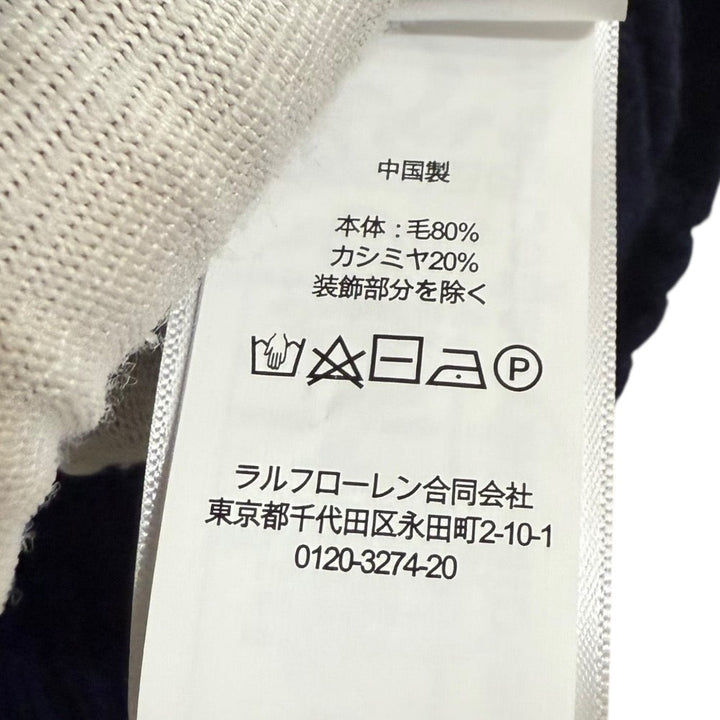 中国製
本体：毛80%
カシミヤ20%
装飾部分を除く
P
ラルフローレン合同会社
東京都千代田区永田町2-10-1
0120-3274-20